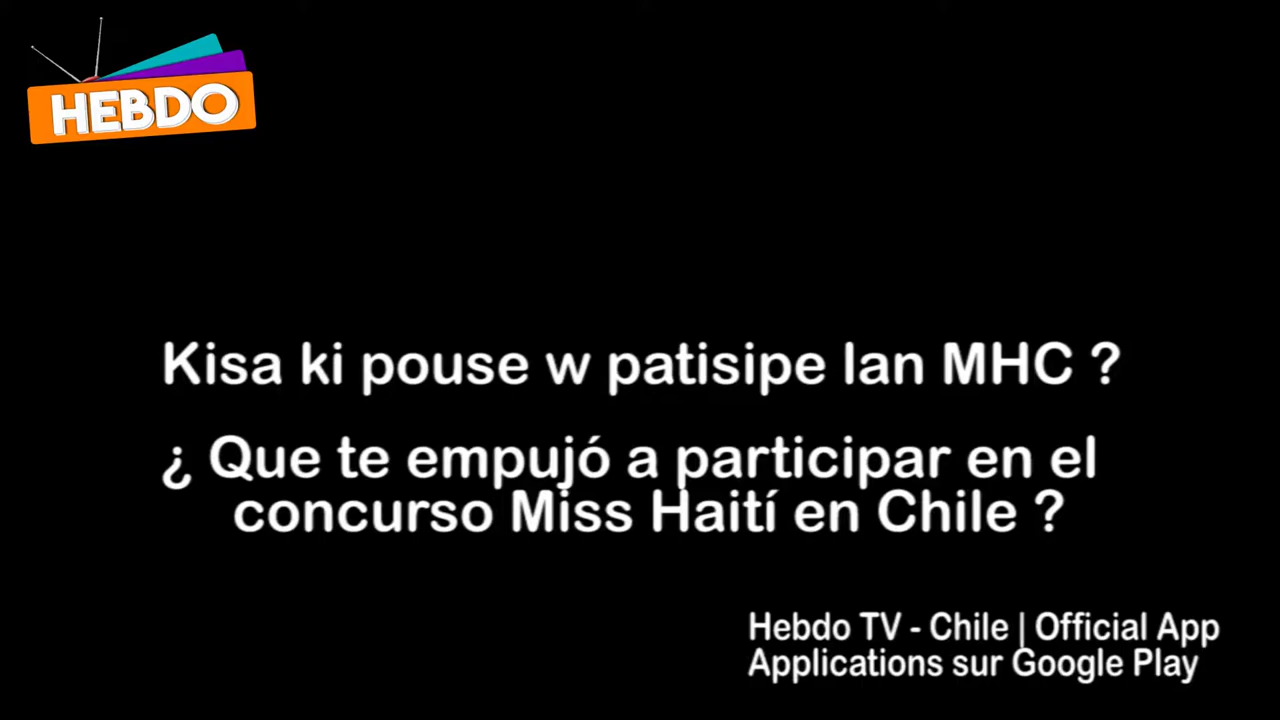 HEBDO
Kisa ki pouse w patisipe lan MHC ?
¿ Que te empujó a participar en el
concurso Miss Haití en Chile ?
Hebdo TV - Chile | Official App
Applications sur Google Play